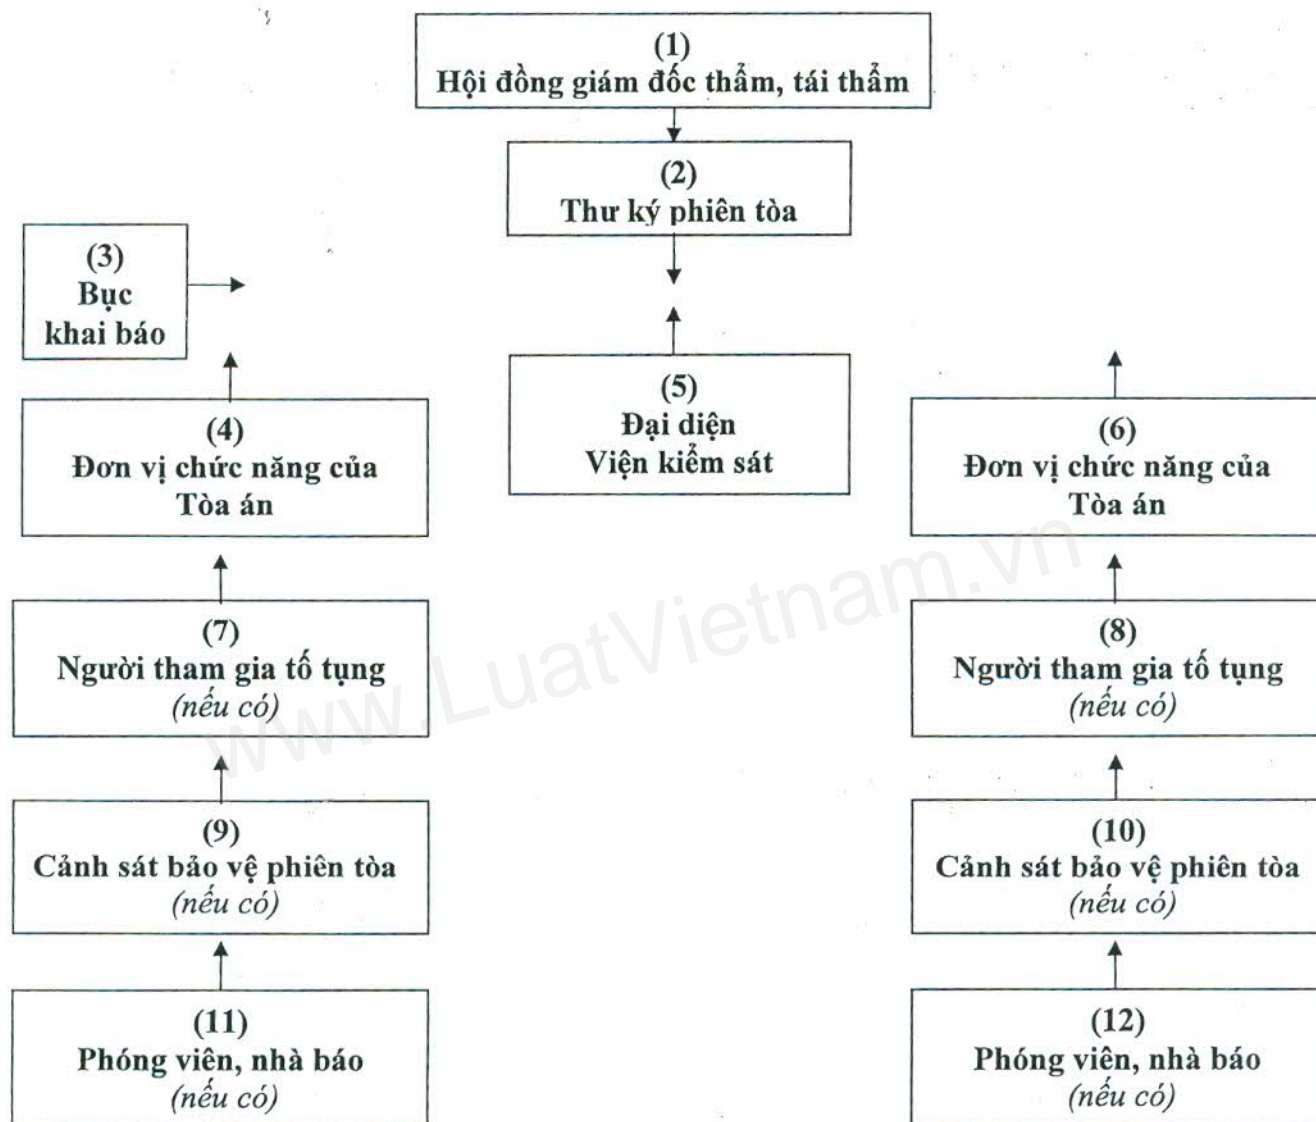 (1)
Hội đồng giám đốc thẩm, tái thẩm
(2)
Thư ký phiên tòa
(3)
Bục
khai báo
(4)
Đơn vị chức năng của
Tòa án
(5)
Đại diện
Viện kiểm sát
(6)
Đơn vị chức năng của
Tòa án
(7)
Người tham gia tố tụng
(nếu có)
(8)
Người tham gia tố tụng
(nếu có)
(9)
Cảnh sát bảo vệ phiên tòa
(nếu có)
(10)
Cảnh sát bảo vệ phiên tòa
(nếu có)
(11)
Phóng viên, nhà báo
(nếu có)
(12)
Phóng viên, nhà báo
(nếu có)
www.LuatVietnam.vn